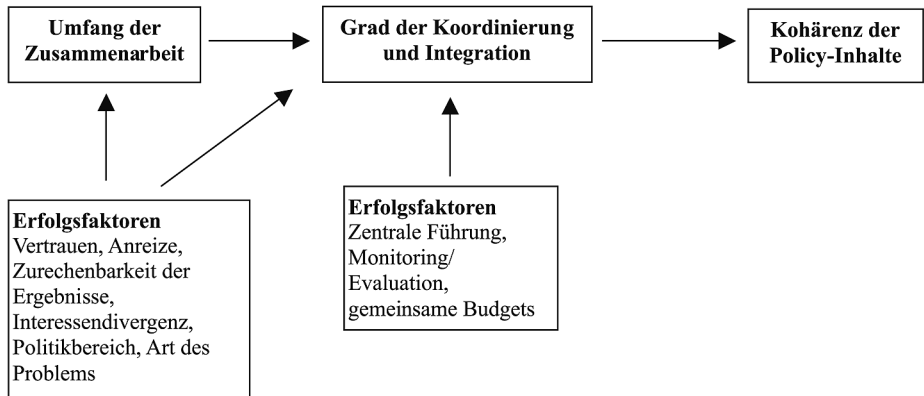 Umfang der
Zusammenarbeit
Grad der Koordinierung
und Integration
Kohärenz der
Policy-Inhalte
Erfolgsfaktoren
Vertrauen, Anreize,
Zurechenbarkeit der
Ergebnisse,
Interessendivergenz,
Politikbereich, Art des
Problems
Erfolgsfaktoren
Zentrale Führung,
Monitoring/
Evaluation,
gemeinsame Budgets